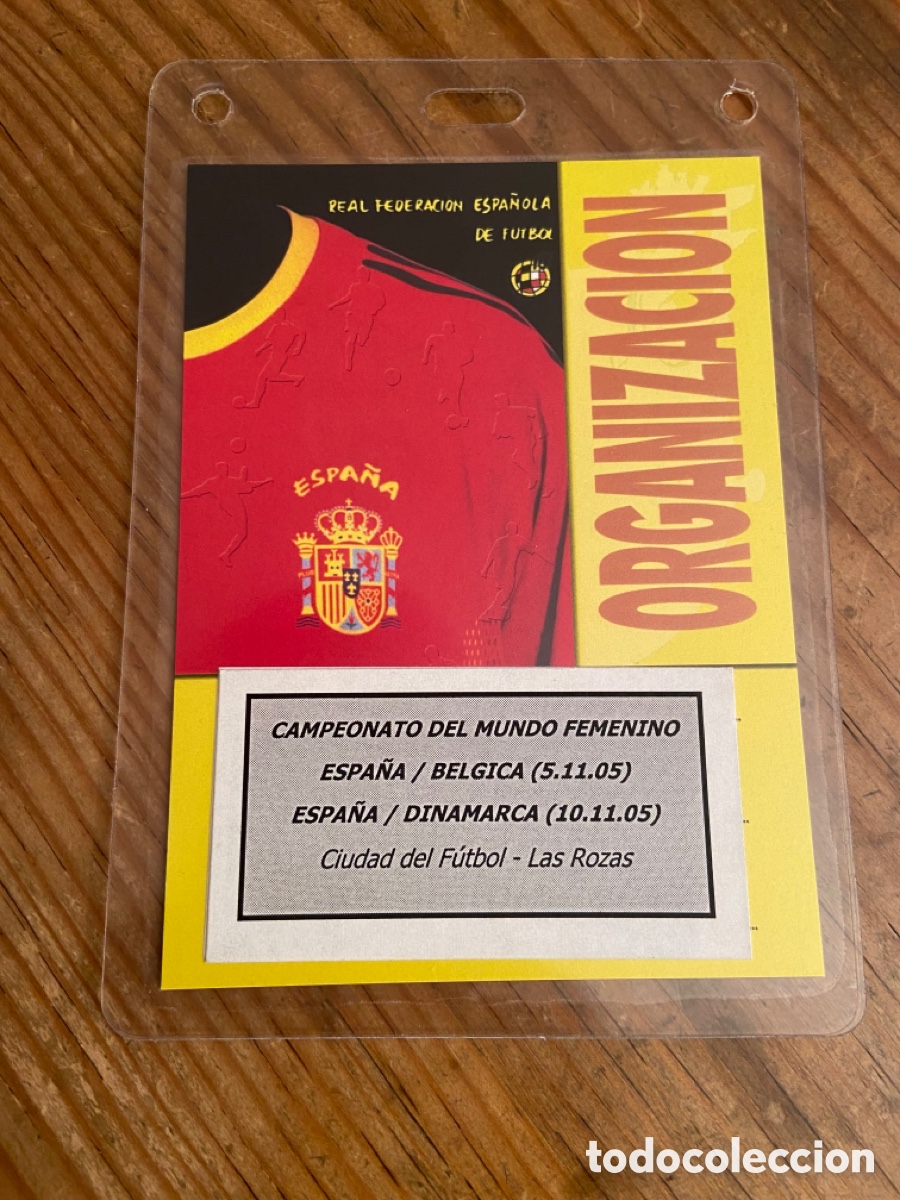 REAL FEDERACION ESPAÑOLA
DE FUTBOL
ORGANIZACION
ESPAÑA
CAMPEONATO DEL MUNDO FEMENINO
ESPAÑA / BELGICA (5.11.05)
ESPAÑA / DINAMARCA (10.11.05)
Ciudad del Fútbol - Las Rozas
todocoleccion